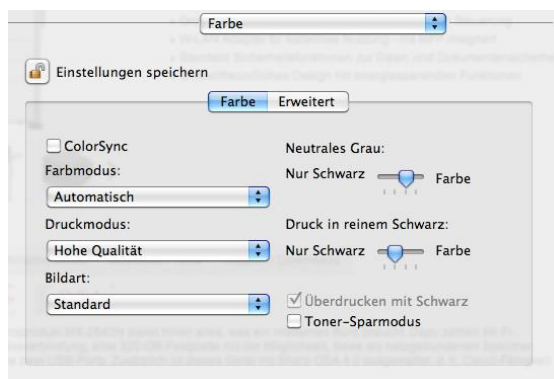 Farbe
Einstellungen speichern
Farbe Erweitert
ColorSync
Farbmodus:
Automatisch
Druckmodus:
Hohe Qualität
Bildart:
Standard
Neutrales Grau:
Nur Schwarz Farbe
Druck in reinem Schwarz:
Nur Schwarz Farbe
Überdrucken mit Schwarz
Toner-Sparmodus